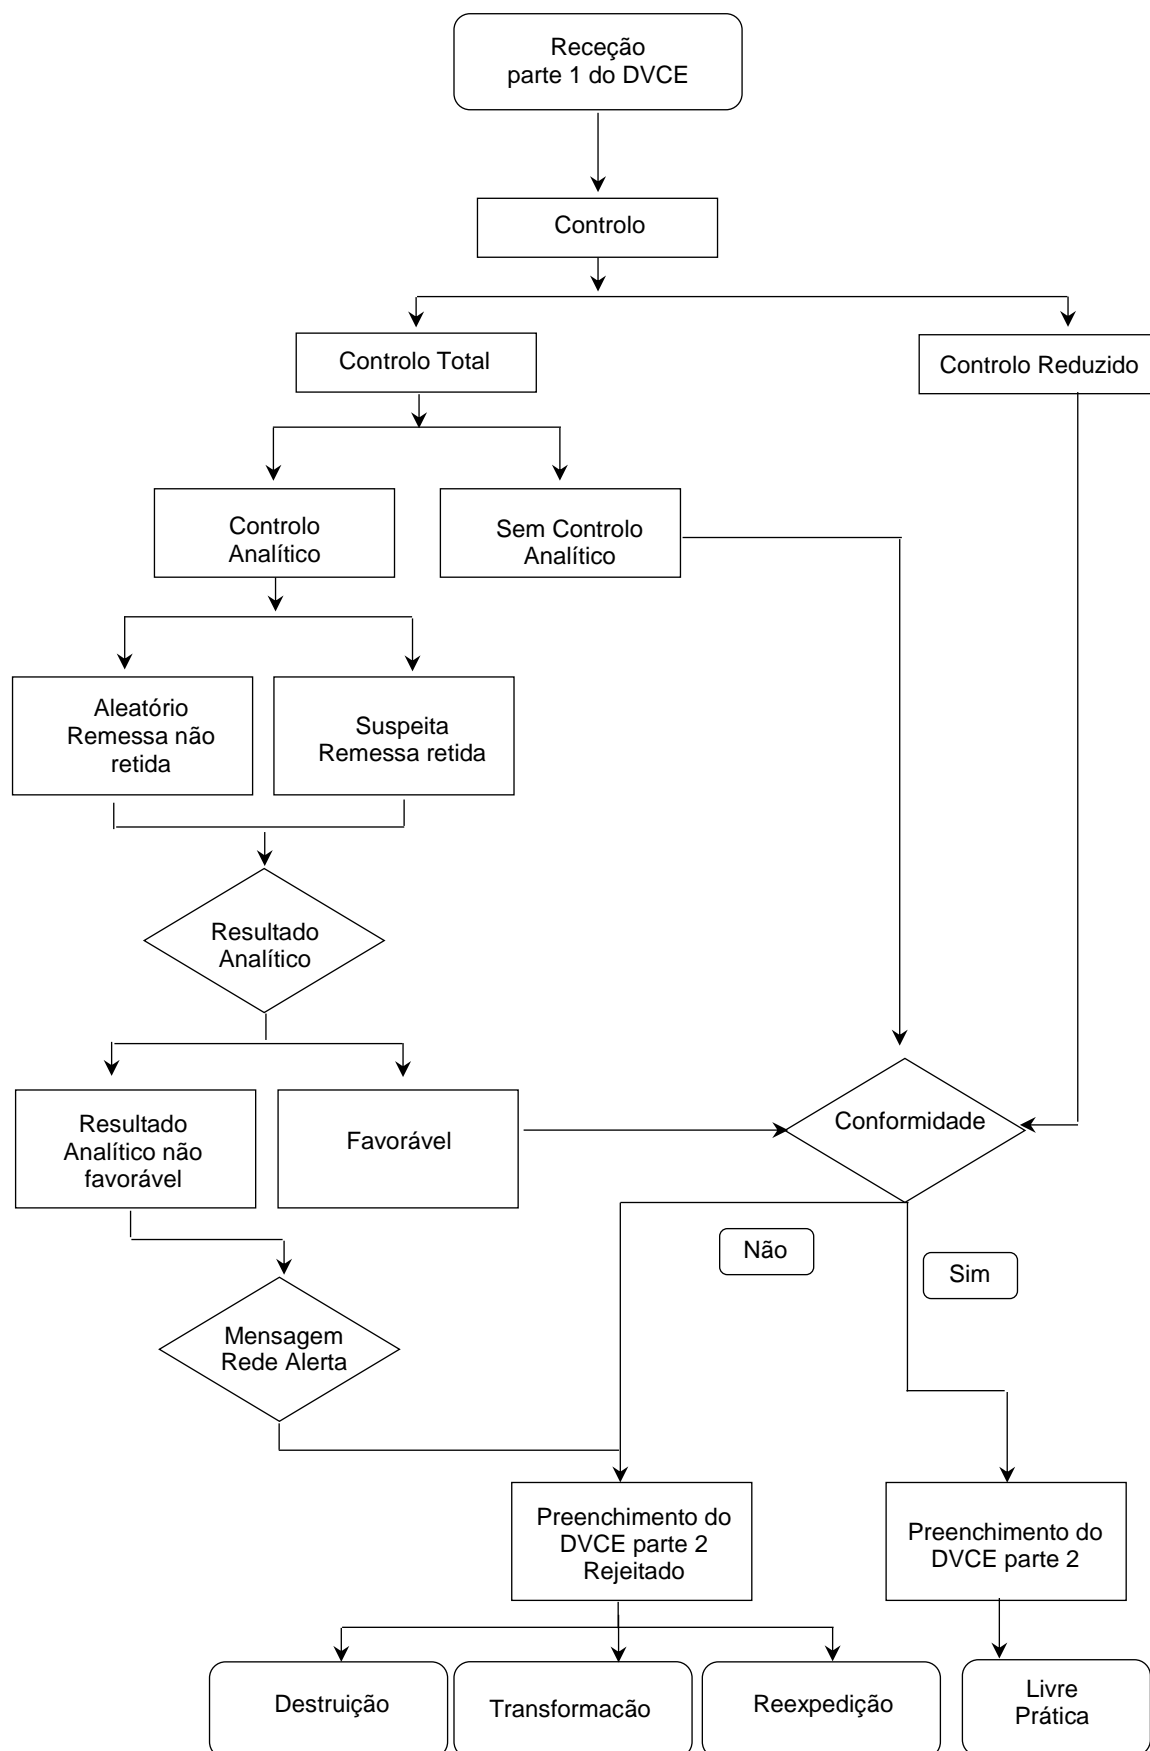 Receção
parte 1 do DVCE
Controlo
Controlo Total
Controlo Reduzido
Controlo
Analítico
Sem Controlo
Analítico
Aleatório
Remessa não
retida
Suspeita
Remessa retida
Resultado
Analítico
Resultado
Analítico não
favorável
Favorável
Conformidade
Não
Sim
Mensagem
Rede Alerta
Preenchimento do
DVCE parte 2
Rejeitado
Preenchimento do
DVCE parte 2
Destruição
Transformacão
Reexpedição
Livre
Prática